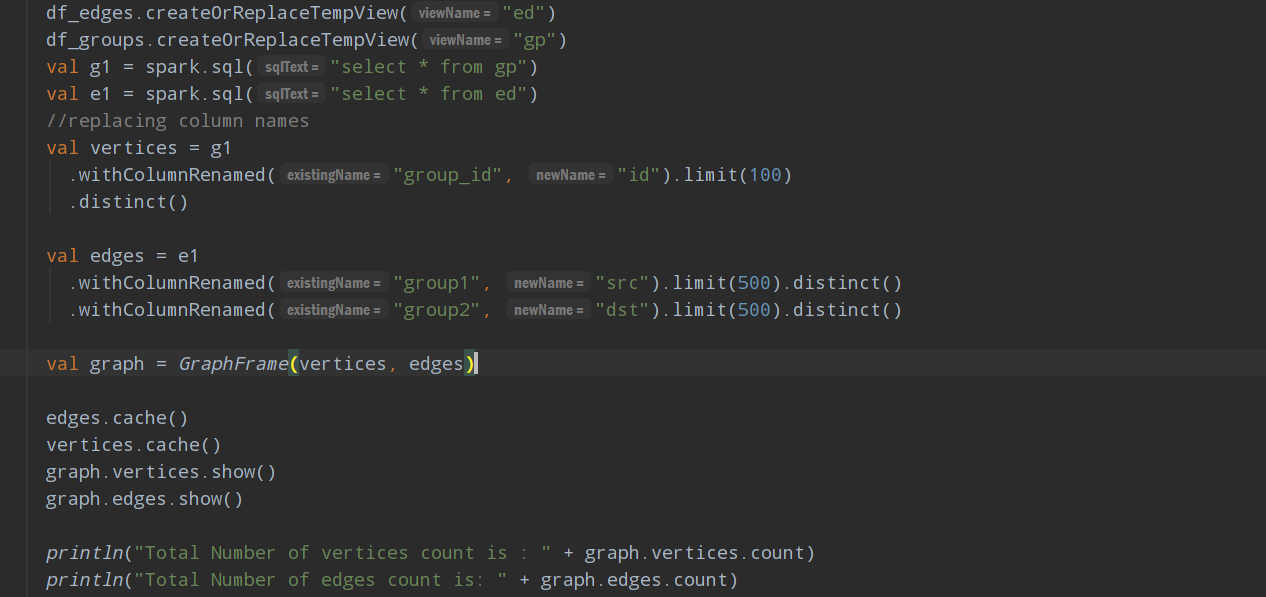 df_edges.createOrReplaceTempView( viewName = "ed")
df_groups.createOrReplaceTempView( viewName = "gp")
val g1 = spark.sql( sqlText = "select * from gp")
val e1 = spark.sql( sqlText = "select * from ed")
//replacing column names
val vertices = g1
.withColumnRenamed( existingName = "group_id", newName = "id").limit(100)
.distinct()
val edges = e1
.withColumnRenamed( existingName = "group1", newName = "src").limit(500).distinct()
.withColumnRenamed( existingName = "group2", newName = "dst").limit(500).distinct()
val graph = GraphFrame(vertices, edges)
edges.cache()
vertices.cache()
graph.vertices.show()
graph.edges.show()
println("Total Number of vertices count is : " + graph.vertices.count)
println("Total Number of edges count is: " + graph.edges.count)